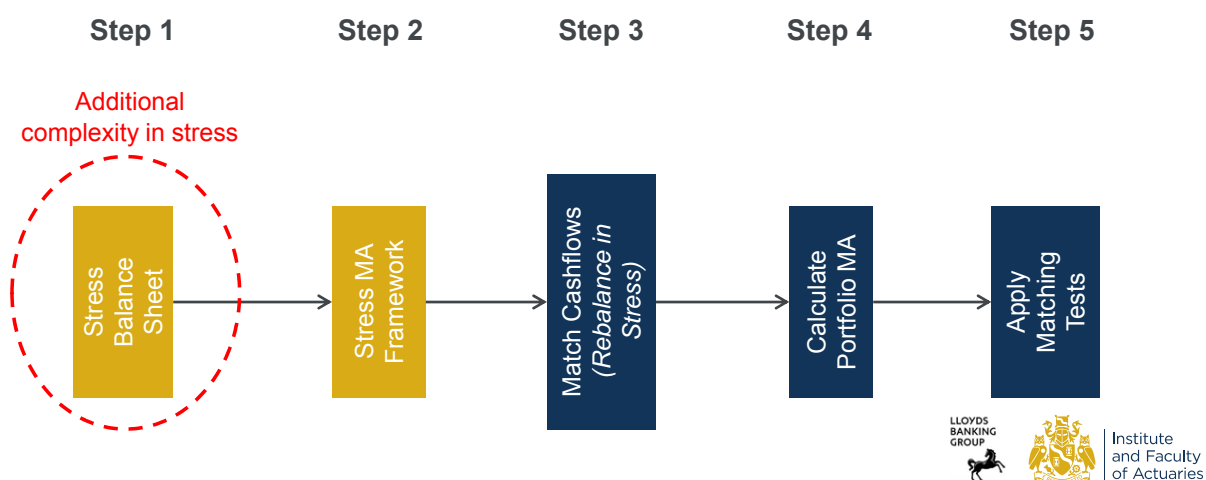 Step 1
Step 2
Step 3
Step 4
Step 5
Additional
complexity in stress
Stress
Balance
Sheet
Stress MA
Framework
Match Cashflows
(Rebalance in
Stress)
Calculate
Portfolio MA
Apply
Matching
Tests
LLOYDS
BANKING
GROUP
Institute
and Faculty
of Actuaries